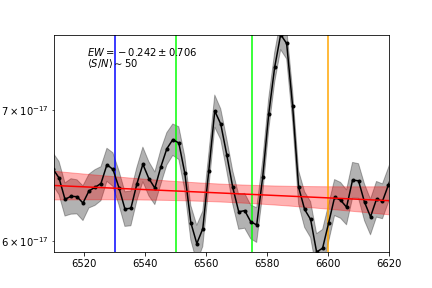 EW = −0.242 ± 0.706
⟨S/N⟩ ~ 50
7 × 10⁻¹⁷
6 × 10⁻¹⁷
6520 6540 6560 6580 6600 6620